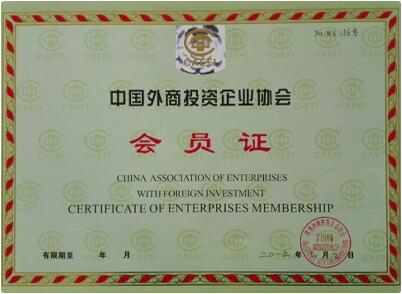 CAEFI
中国外商投资企业协会
会员证
CHINA ASSOCIATION OF ENTERPRISES
WITH FOREIGN INVESTMENT
CERTIFICATE OF ENTERPRISES MEMBERSHIP
有限期至 年 月